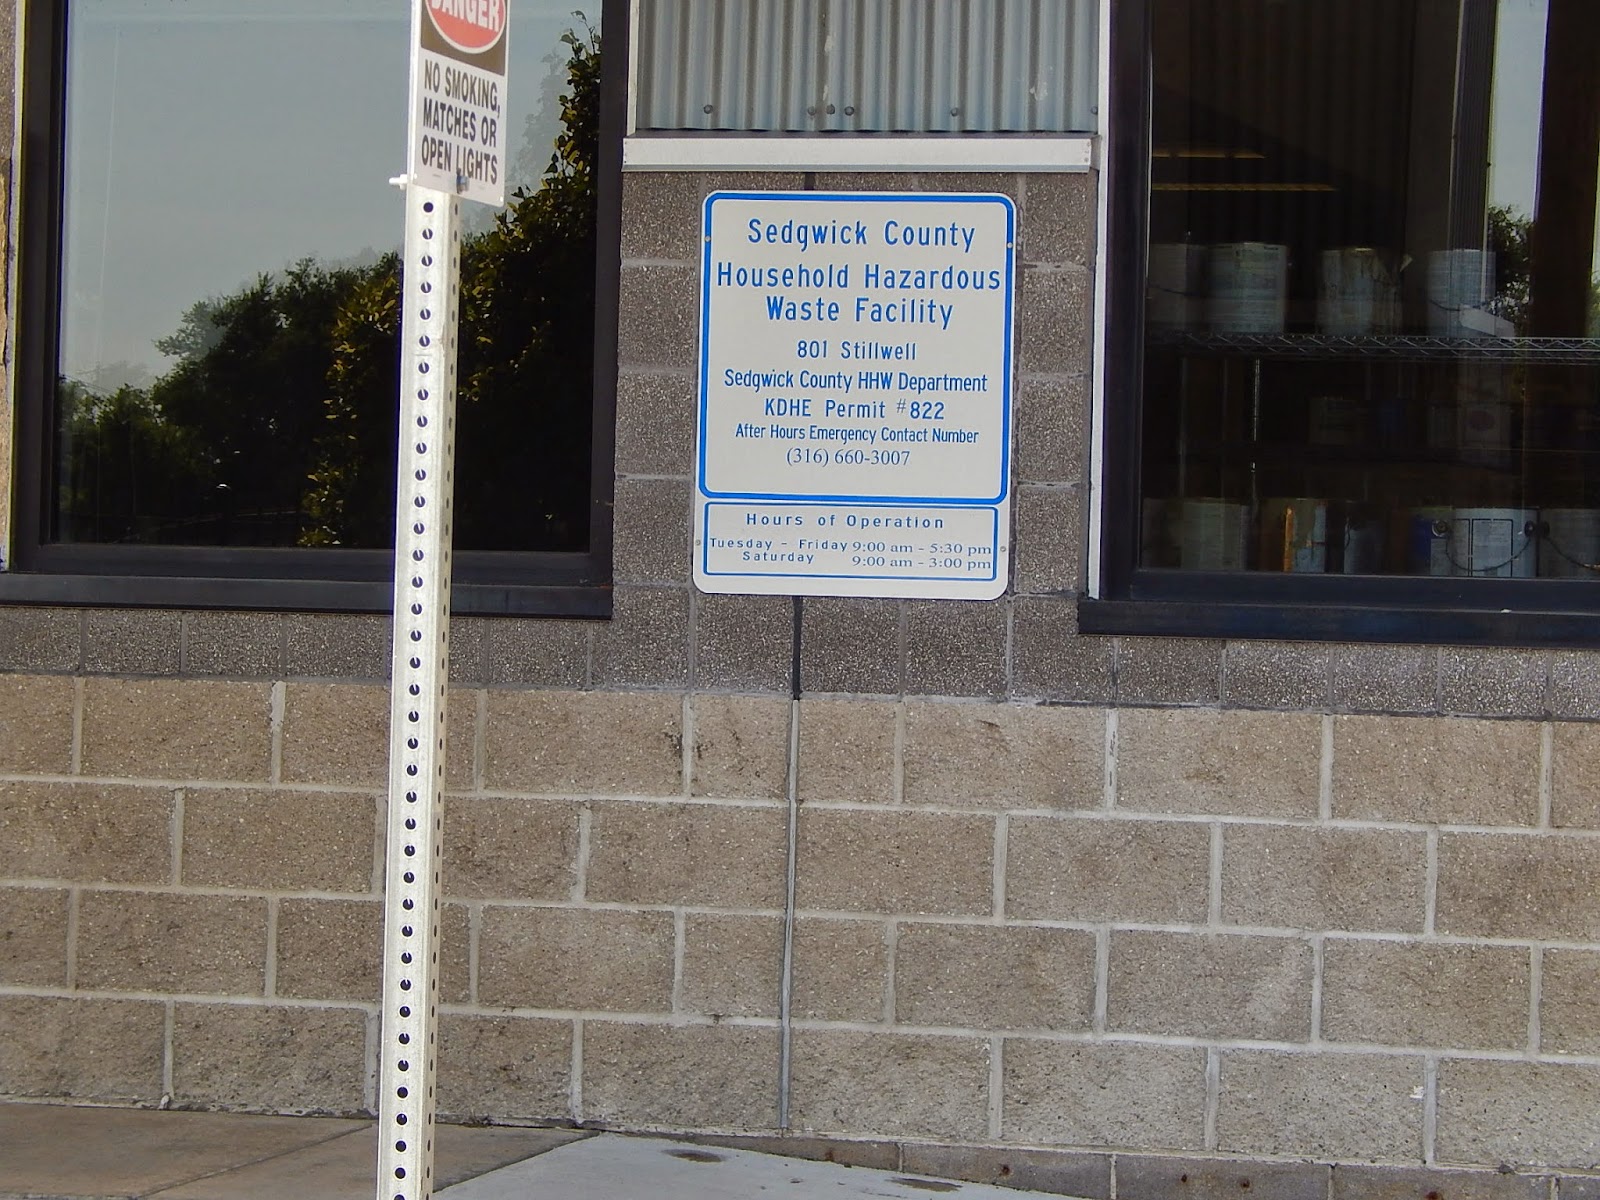 DANGER
NO SMOKING,
MATCHES OR
OPEN LIGHTS
Sedgwick County
Household Hazardous
Waste Facility
801 Stillwell
Sedgwick County HHW Department
KDHE Permit #822
After Hours Emergency Contact Number
(316) 660-3007
Hours of Operation
Tuesday - Friday 9:00 am - 5:30 pm
Saturday 9:00 am - 3:00 pm